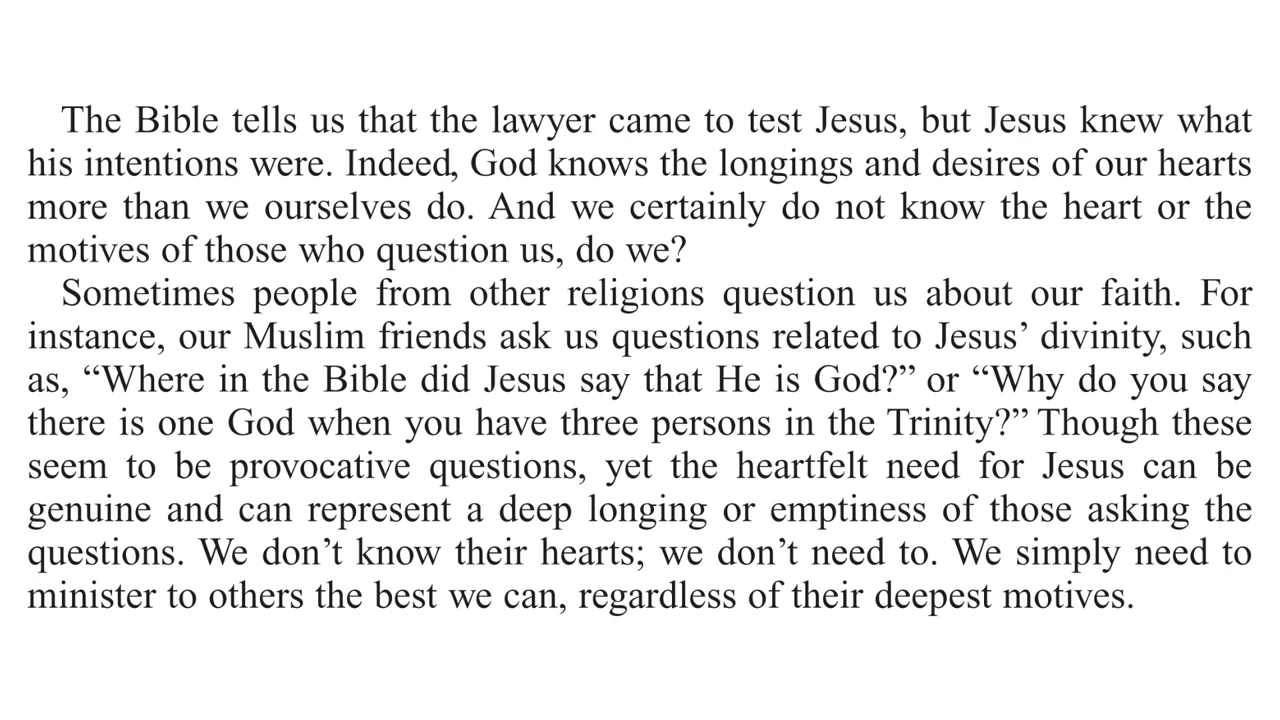 The Bible tells us that the lawyer came to test Jesus, but Jesus knew what
his intentions were. Indeed, God knows the longings and desires of our hearts
more than we ourselves do. And we certainly do not know the heart or the
motives of those who question us, do we?
Sometimes people from other religions question us about our faith. For
instance, our Muslim friends ask us questions related to Jesus’ divinity, such
as, “Where in the Bible did Jesus say that He is God?” or “Why do you say
there is one God when you have three persons in the Trinity?” Though these
seem to be provocative questions, yet the heartfelt need for Jesus can be
genuine and can represent a deep longing or emptiness of those asking the
questions. We don’t know their hearts; we don’t need to. We simply need to
minister to others the best we can, regardless of their deepest motives.